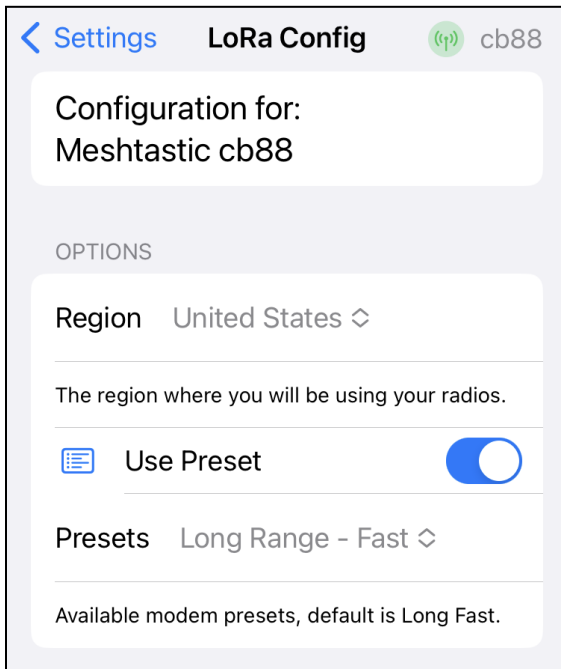 Settings LoRa Config cb88
Configuration for:
Meshtastic cb88
OPTIONS
Region United States
The region where you will be using your radios.
Use Preset
Presets Long Range - Fast
Available modem presets, default is Long Fast.